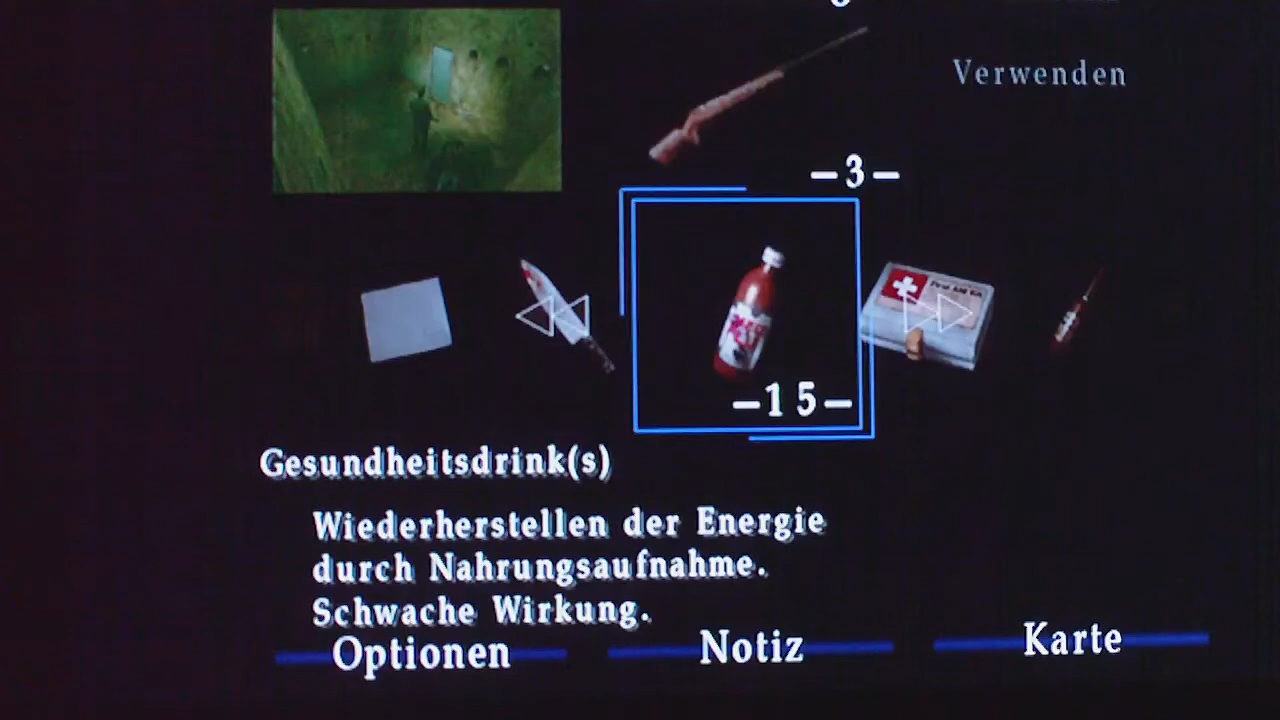 Verwenden
–3–
–15–
Gesundheitsdrink(s)
Wiederherstellen der Energie
durch Nahrungsaufnahme.
Schwache Wirkung.
Optionen
Notiz
Karte